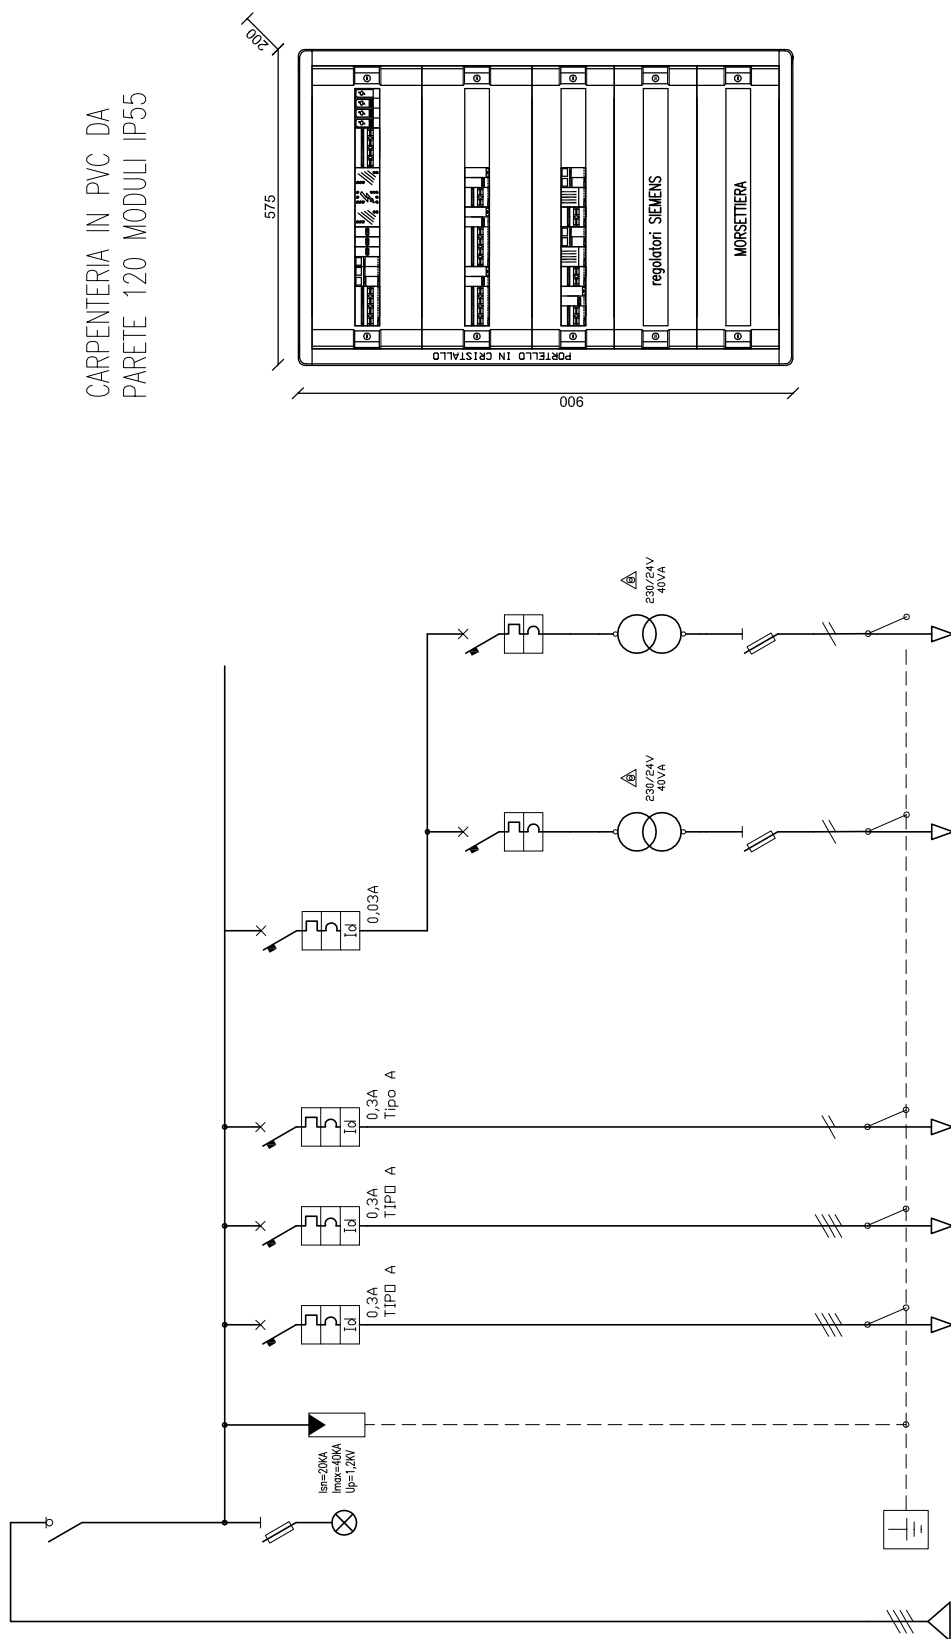 CARPENTERIA IN PVC DA
PARETE 120 MODULI IP55
200
575
900
PORTELLO IN CRISTALLO
regolatori SIEMENS
MORSETTIERA
230/24V
40VA
230/24V
40VA
Id
0,03A
Id
0,3A
Tipo A
Id
0,3A
TIPO A
Id
0,3A
TIPO A
Isn=20KA
Imax=40KA
Up=1,2KV